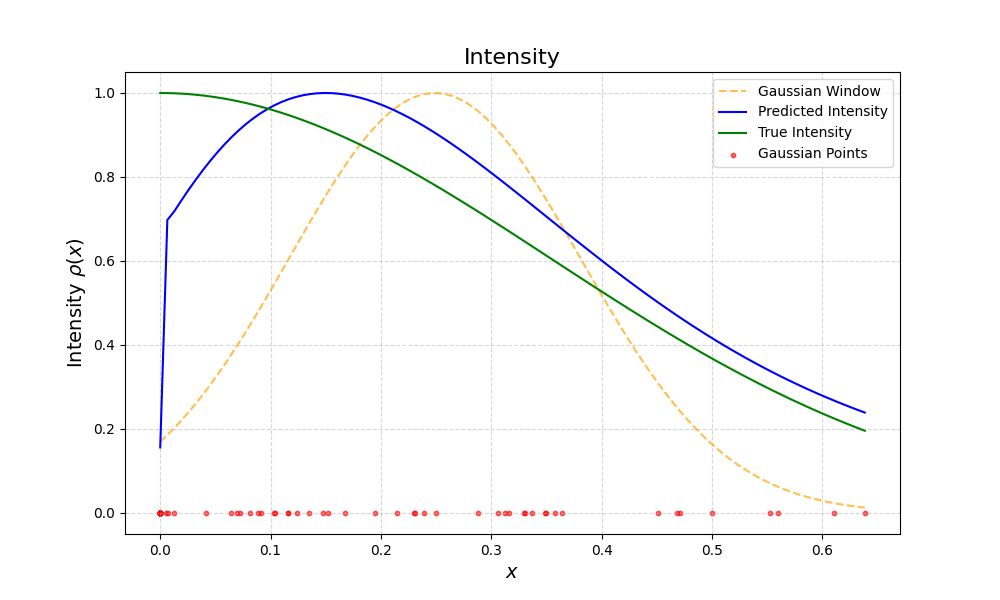 Intensity
Gaussian Window
Predicted Intensity
True Intensity
Gaussian Points
Intensity ρ(x)
1.0
0.8
0.6
0.4
0.2
0.0
0.0 0.1 0.2 0.3 0.4 0.5 0.6
x